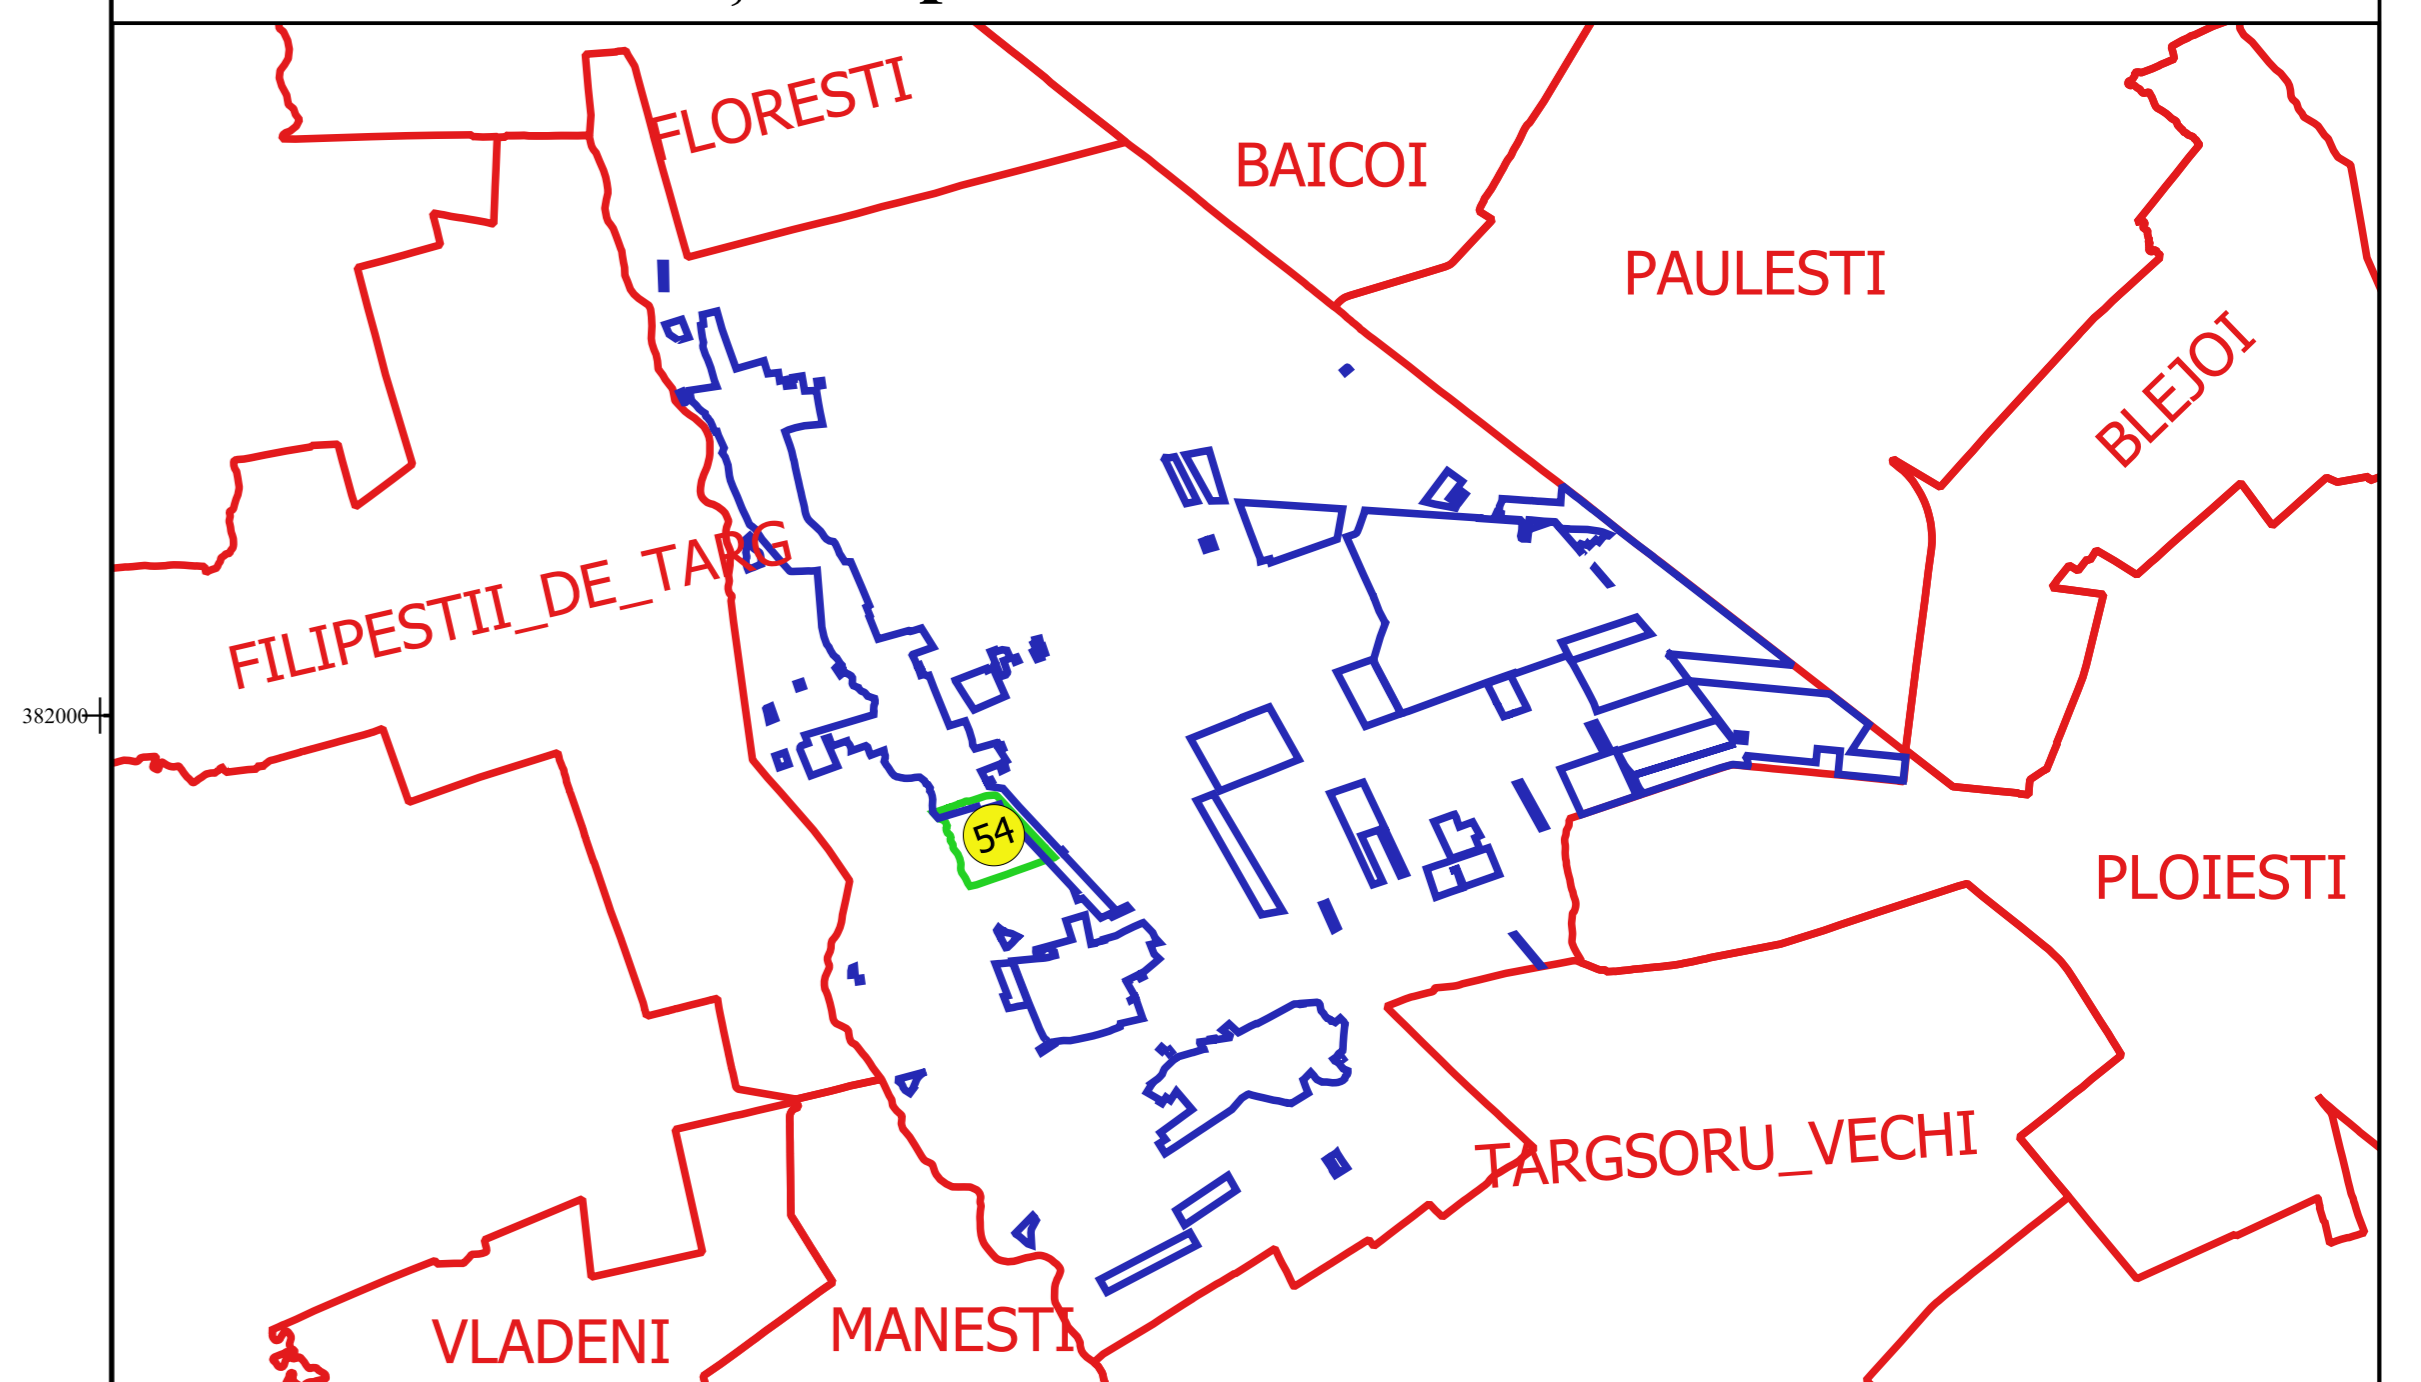 FLORESTI
BAICOI
PAULESTI
BLEJOI
FILIPESTII_DE_TARG
382000
54
PLOIESTI
TARGSORU_VECHI
VLADENI
MANESTI